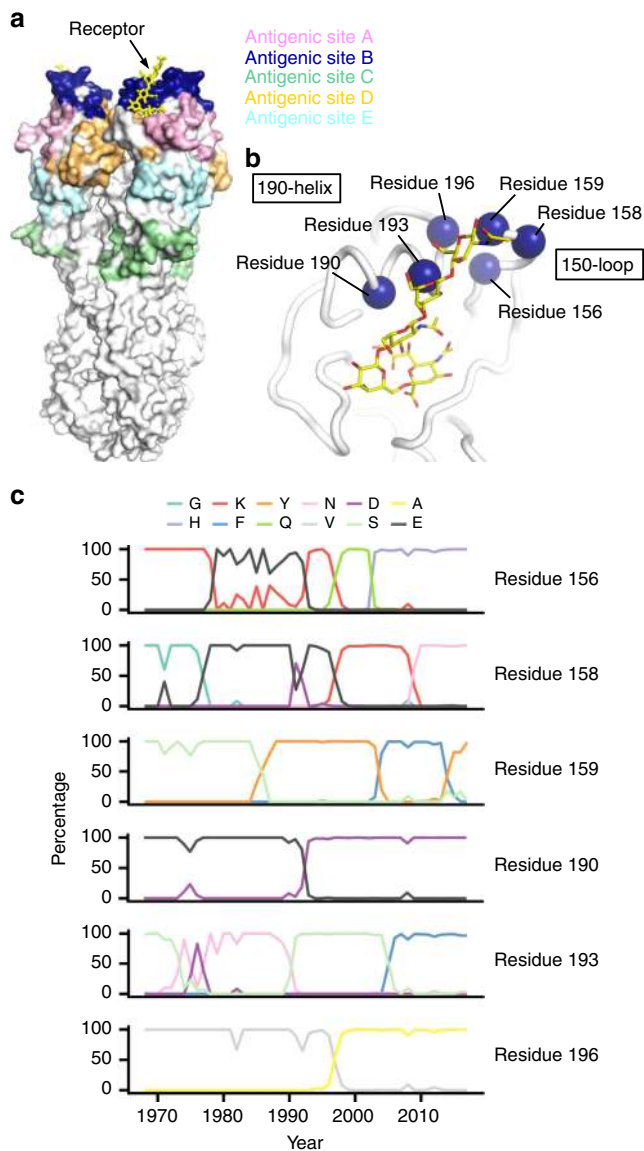 a
Receptor
Antigenic site A
Antigenic site B
Antigenic site C
Antigenic site D
Antigenic site E
b
190-helix
Residue 196
Residue 159
Residue 193
Residue 158
Residue 190
150-loop
Residue 156
c
G K Y N D A
H F Q V S E
100
50
0
Residue 156
100
50
0
Residue 158
100
50
0
Residue 159
Percentage
100
50
0
Residue 190
100
50
0
Residue 193
100
50
0
Residue 196
1970 1980 1990 2000 2010
Year